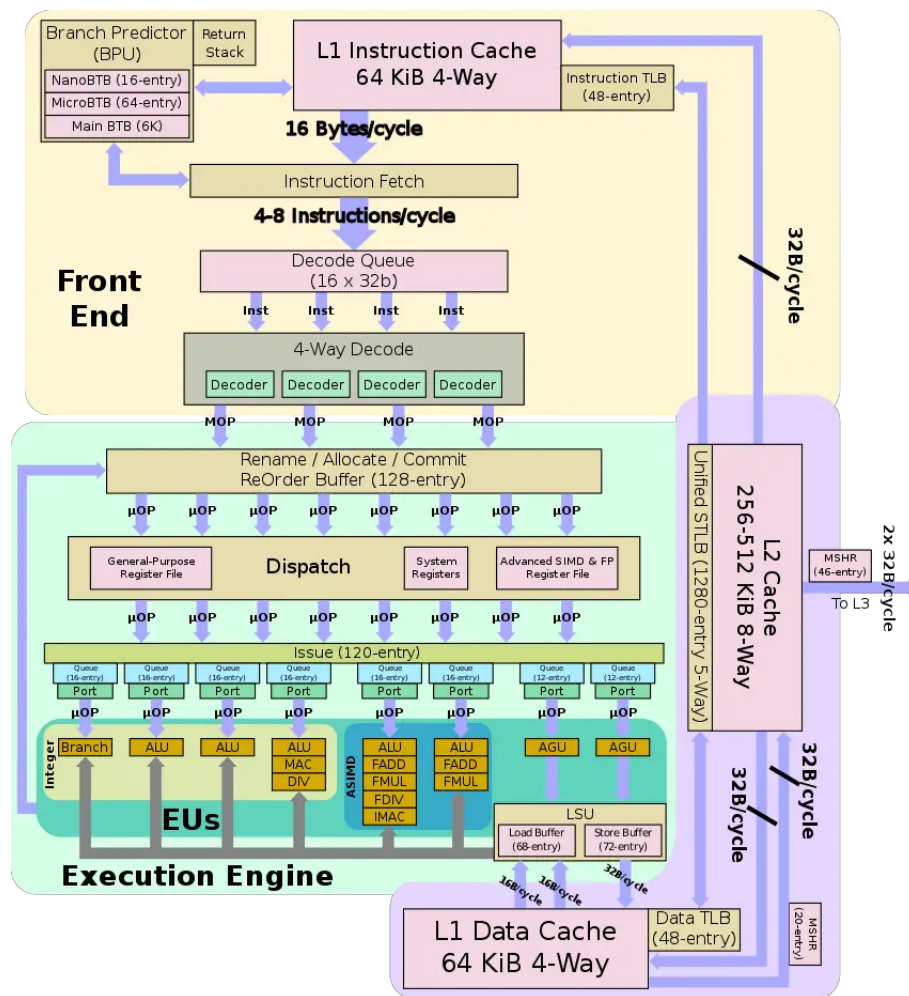 Branch Predictor
(BPU)
Return
Stack
NanoBTB (16-entry)
MicroBTB (64-entry)
Main BTB (6K)
L1 Instruction Cache
64 KiB 4-Way
Instruction TLB
(48-entry)
16 Bytes/cycle
Instruction Fetch
4-8 Instructions/cycle
Decode Queue
(16 x 32b)
32B/cycle
Front
End
Inst
Inst
Inst
Inst
4-Way Decode
Decoder
Decoder
Decoder
Decoder
MOP
MOP
MOP
MOP
Rename / Allocate / Commit
ReOrder Buffer (128-entry)
µOP
µOP
µOP
µOP
µOP
µOP
µOP
µOP
General-Purpose
Register File
Dispatch
System
Registers
Advanced SIMD & FP
Register File
µOP
µOP
µOP
µOP
µOP
µOP
µOP
µOP
Issue (120-entry)
Queue
(16-entry)
Queue
(16-entry)
Queue
(16-entry)
Queue
(16-entry)
Queue
(16-entry)
Queue
(16-entry)
Queue
(12-entry)
Queue
(12-entry)
Port
Port
Port
Port
Port
Port
Port
Port
µOP
µOP
µOP
µOP
µOP
µOP
µOP
µOP
Integer
Branch
ALU
ALU
ALU
MAC
DIV
ASIMD
ALU
FADD
FMUL
FDIV
IMAC
ALU
FADD
FMUL
AGU
AGU
EUs
LSU
Load Buffer
(68-entry)
Store Buffer
(72-entry)
Execution Engine
16B/cycle
16B/cycle
32B/cycle
L1 Data Cache
64 KiB 4-Way
Data TLB
(48-entry)
MSHR
(20-entry)
Unified STLB (1280-entry 5-Way)
L2 Cache
256-512 KiB 8-Way
MSHR
(46-entry)
To L3
2x 32B/cycle
32B/cycle
32B/cycle